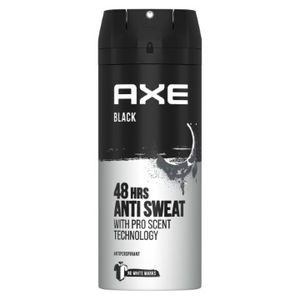 AXE
BLACK
48 HRS
ANTI SWEAT
WITH PRO SCENT
TECHNOLOGY
ANTIPERSPIRANT
NO WHITE MARKS